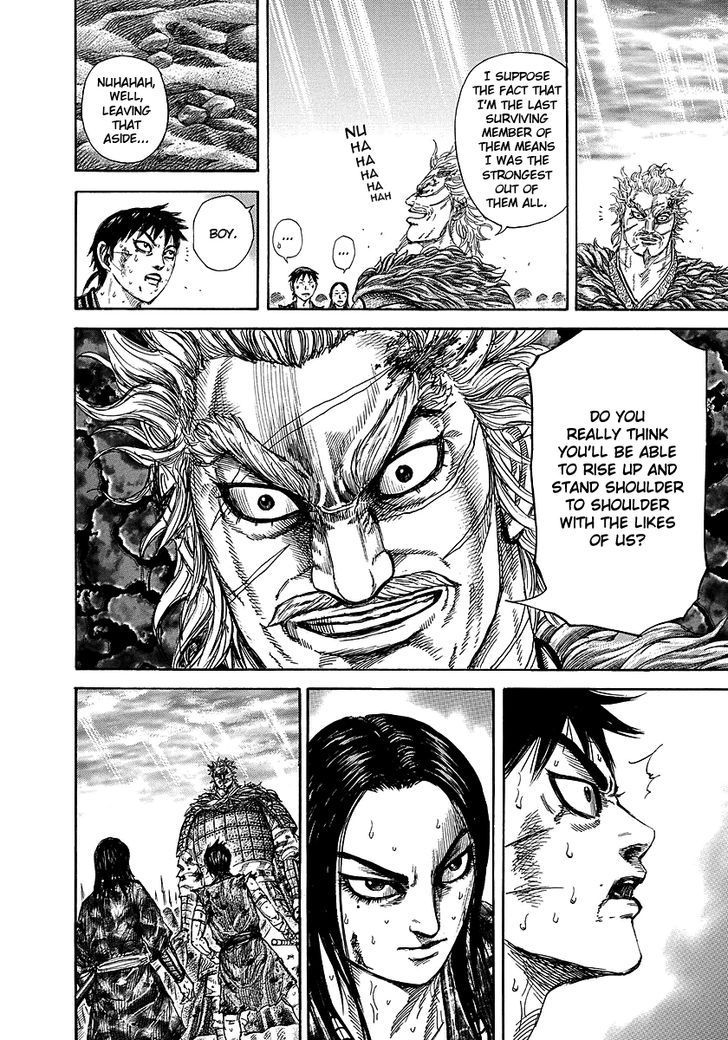 I SUPPOSE
THE FACT THAT
I'M THE LAST
SURVIVING
MEMBER OF
THEM MEANS
I WAS THE
STRONGEST
OUT OF
THEM ALL.
NU
HA
HA
HA
HA
HAH
...
...
NUHAHAH,
WELL,
LEAVING
THAT
ASIDE...
BOY.
DO YOU
REALLY THINK
YOU'LL BE ABLE
TO RISE UP AND
STAND SHOULDER
TO SHOULDER
WITH THE LIKES
OF US?